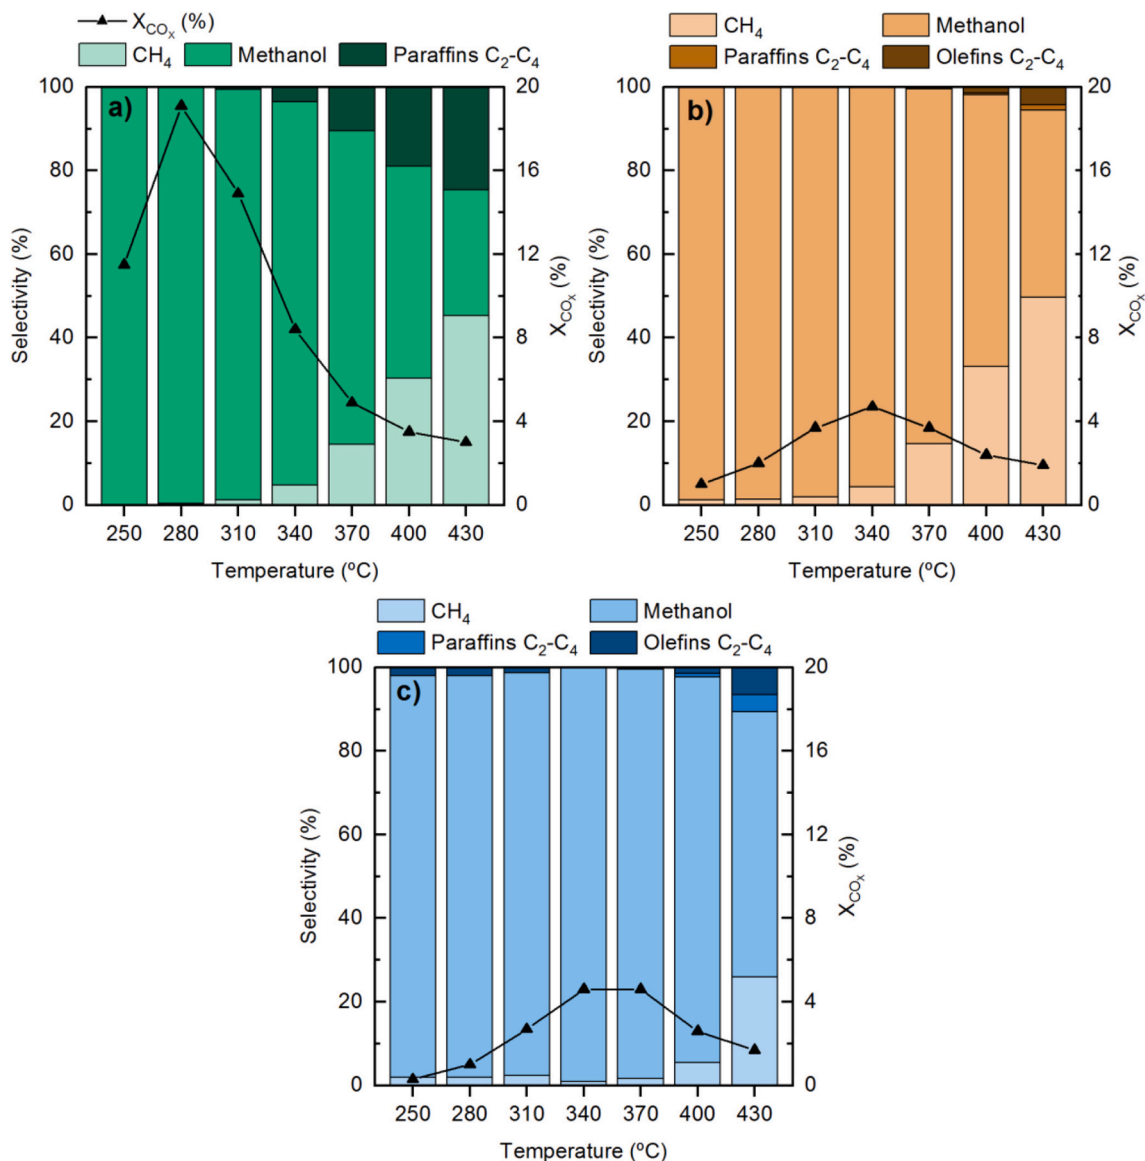 X_COₓ (%)
CH₄ Methanol Paraffins C₂-C₄
a)
100
80
60
40
20
0
Selectivity (%)
20
16
12
8
4
0
X_COₓ (%)
250 280 310 340 370 400 430
Temperature (ºC)
CH₄ Methanol
Paraffins C₂-C₄ Olefins C₂-C₄
b)
100
80
60
40
20
0
Selectivity (%)
20
16
12
8
4
0
X_COₓ (%)
250 280 310 340 370 400 430
Temperature (ºC)
CH₄ Methanol
Paraffins C₂-C₄ Olefins C₂-C₄
c)
100
80
60
40
20
0
Selectivity (%)
20
16
12
8
4
0
X_COₓ (%)
250 280 310 340 370 400 430
Temperature (ºC)